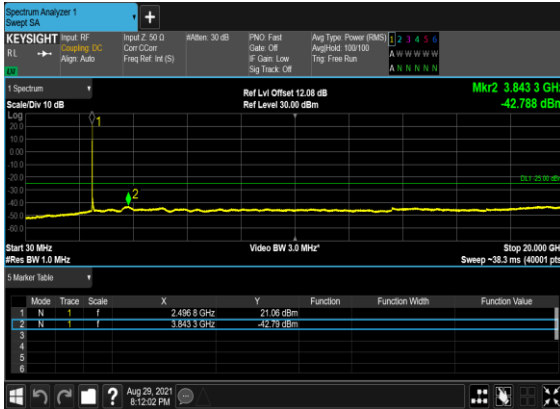 Spectrum Analyzer 1
Swept SA
+
KEYSIGHT Input: RF Input Z: 50 Ω #Atten: 30 dB PNO: Fast Avg Type: Power (RMS) 1 2 3 4 5 6
RL Coupling: DC Corr CCorr Gate: Off Avg|Hold: 100/100 A W W W W W
Align: Auto Freq Ref: Int (S) IF Gain: Low Trig: Free Run
Sig Track: Off A N N N N N
1 Spectrum Ref Lvl Offset 12.08 dB Mkr2 3.843 3 GHz
Scale/Div 10 dB Ref Level 30.00 dBm -42.788 dBm
Log
1
20.0
10.0
0.00
-10.0
-20.0
DL1 25.00 dBm
-30.0
2
-40.0
-50.0
-60.0
Start 30 MHz Video BW 3.0 MHz* Stop 20.000 GHz
#Res BW 1.0 MHz Sweep ~38.3 ms (40001 pts)
5 Marker Table
Mode Trace Scale X Y Function Function Width Function Value
1 N 1 f 2.496 8 GHz 21.06 dBm
2 N 1 f 3.843 3 GHz -42.79 dBm
3
4
5
6
? Aug 29, 2021
8:12:02 PM